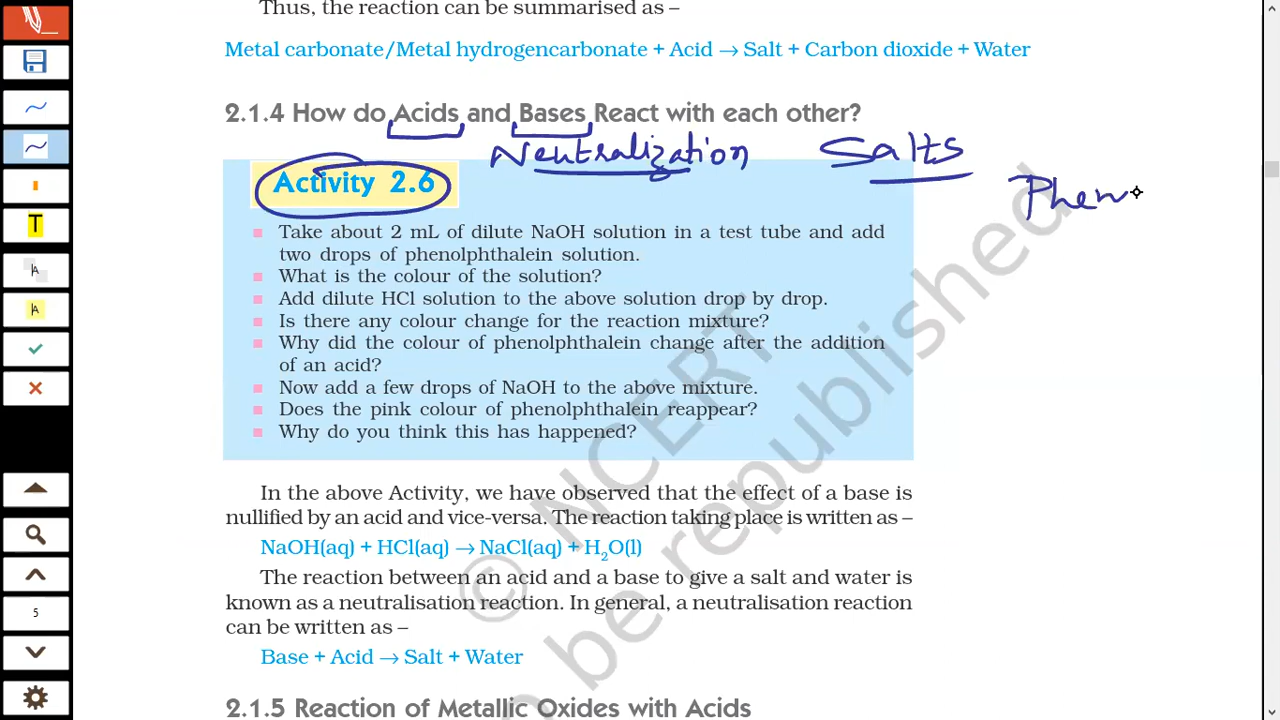 Thus, the reaction can be summarised as –
Metal carbonate/Metal hydrogencarbonate + Acid → Salt + Carbon dioxide + Water
2.1.4 How do Acids and Bases React with each other?
Neutralization Salts
Activity 2.6
Phen
T
A
A
■ Take about 2 mL of dilute NaOH solution in a test tube and add
two drops of phenolphthalein solution.
■ What is the colour of the solution?
■ Add dilute HCl solution to the above solution drop by drop.
■ Is there any colour change for the reaction mixture?
■ Why did the colour of phenolphthalein change after the addition
of an acid?
■ Now add a few drops of NaOH to the above mixture.
■ Does the pink colour of phenolphthalein reappear?
■ Why do you think this has happened?
In the above Activity, we have observed that the effect of a base is
nullified by an acid and vice-versa. The reaction taking place is written as –
NaOH(aq) + HCl(aq) → NaCl(aq) + H₂O(l)
The reaction between an acid and a base to give a salt and water is
known as a neutralisation reaction. In general, a neutralisation reaction
can be written as –
Base + Acid → Salt + Water
2.1.5 Reaction of Metallic Oxides with Acids
5
© NCERT
be republished